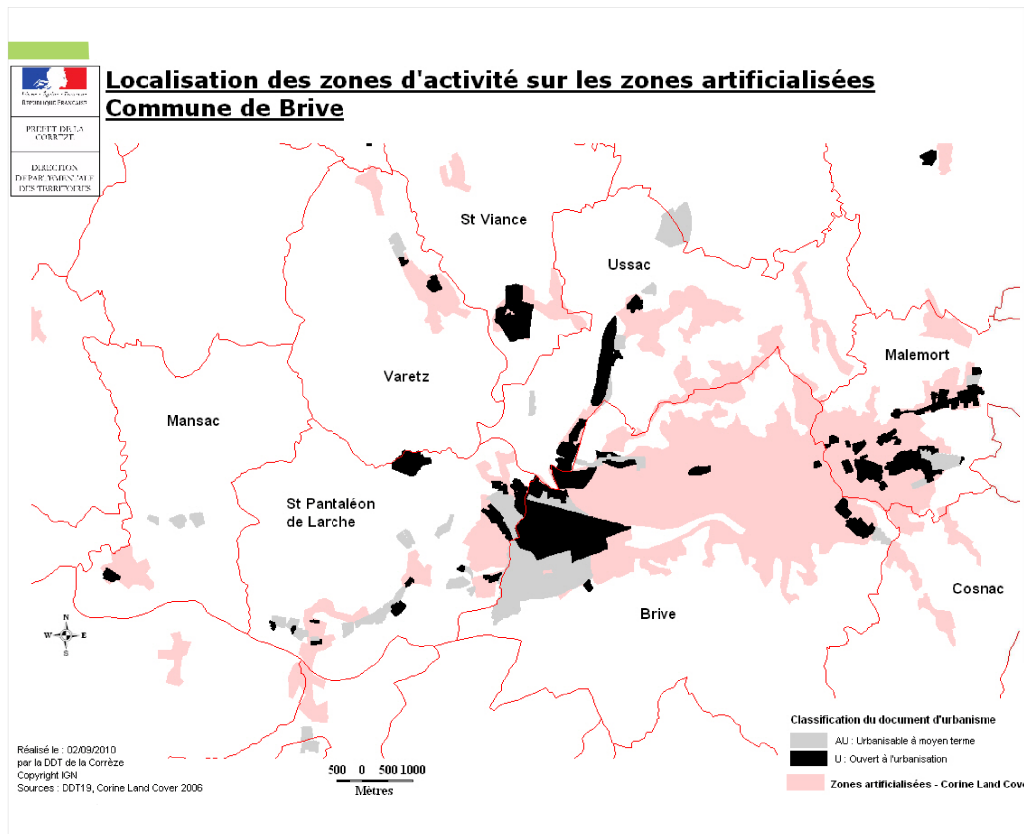 Localisation des zones d'activité sur les zones artificialisées
Commune de Brive
RÉPUBLIQUE FRANÇAISE
PREFET DE LA
CORREZE
DIRECTION
DEPARTEMENTALE
DES TERRITOIRES
St Viance
Ussac
Malemort
Varetz
Mansac
St Pantaléon
de Larche
Cosnac
Brive
N
W E
S
Classification du document d'urbanisme
AU : Urbanisable à moyen terme
U : Ouvert à l'urbanisation
Zones artificialisées - Corine Land Cove
Réalisé le : 02/09/2010
par la DDT de la Corrèze
Copyright IGN
Sources : DDT19, Corine Land Cover 2006
500 0 500 1000
Mètres